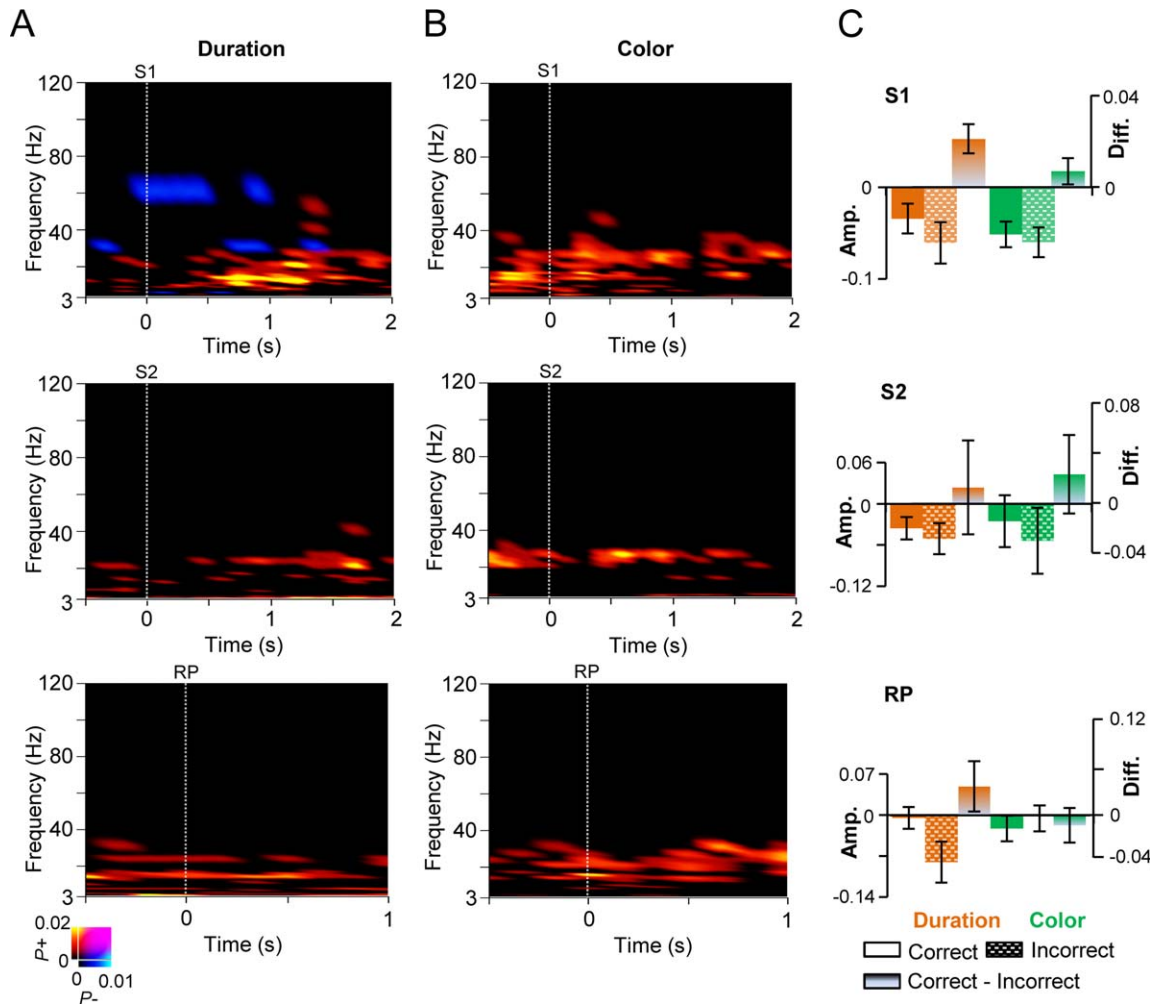 A
B
C
Duration
Color
S1
120
80
40
3
Frequency (Hz)
0
1
2
Time (s)
S1
120
80
40
3
Frequency (Hz)
0
1
2
Time (s)
S1
0.04
0
Diff.
0
-0.1
Amp.
S2
120
80
40
3
Frequency (Hz)
0
1
2
Time (s)
S2
120
80
40
3
Frequency (Hz)
0
1
2
Time (s)
S2
0.08
0
-0.04
Diff.
0.06
0
-0.12
Amp.
RP
120
80
40
3
Frequency (Hz)
0
1
Time (s)
RP
120
80
40
3
Frequency (Hz)
0
1
Time (s)
RP
0.12
0
-0.04
Diff.
0.07
0
-0.14
Amp.
0.02
0
P+
0 0.01
P-
Duration Color
Correct Incorrect
Correct - Incorrect